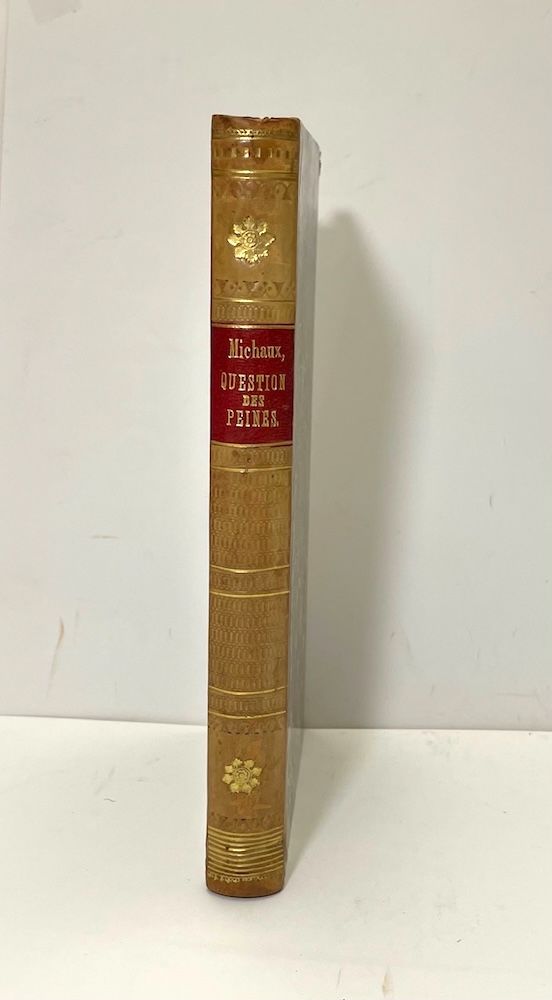 Michaux,
QUESTION
DES
PEINES.